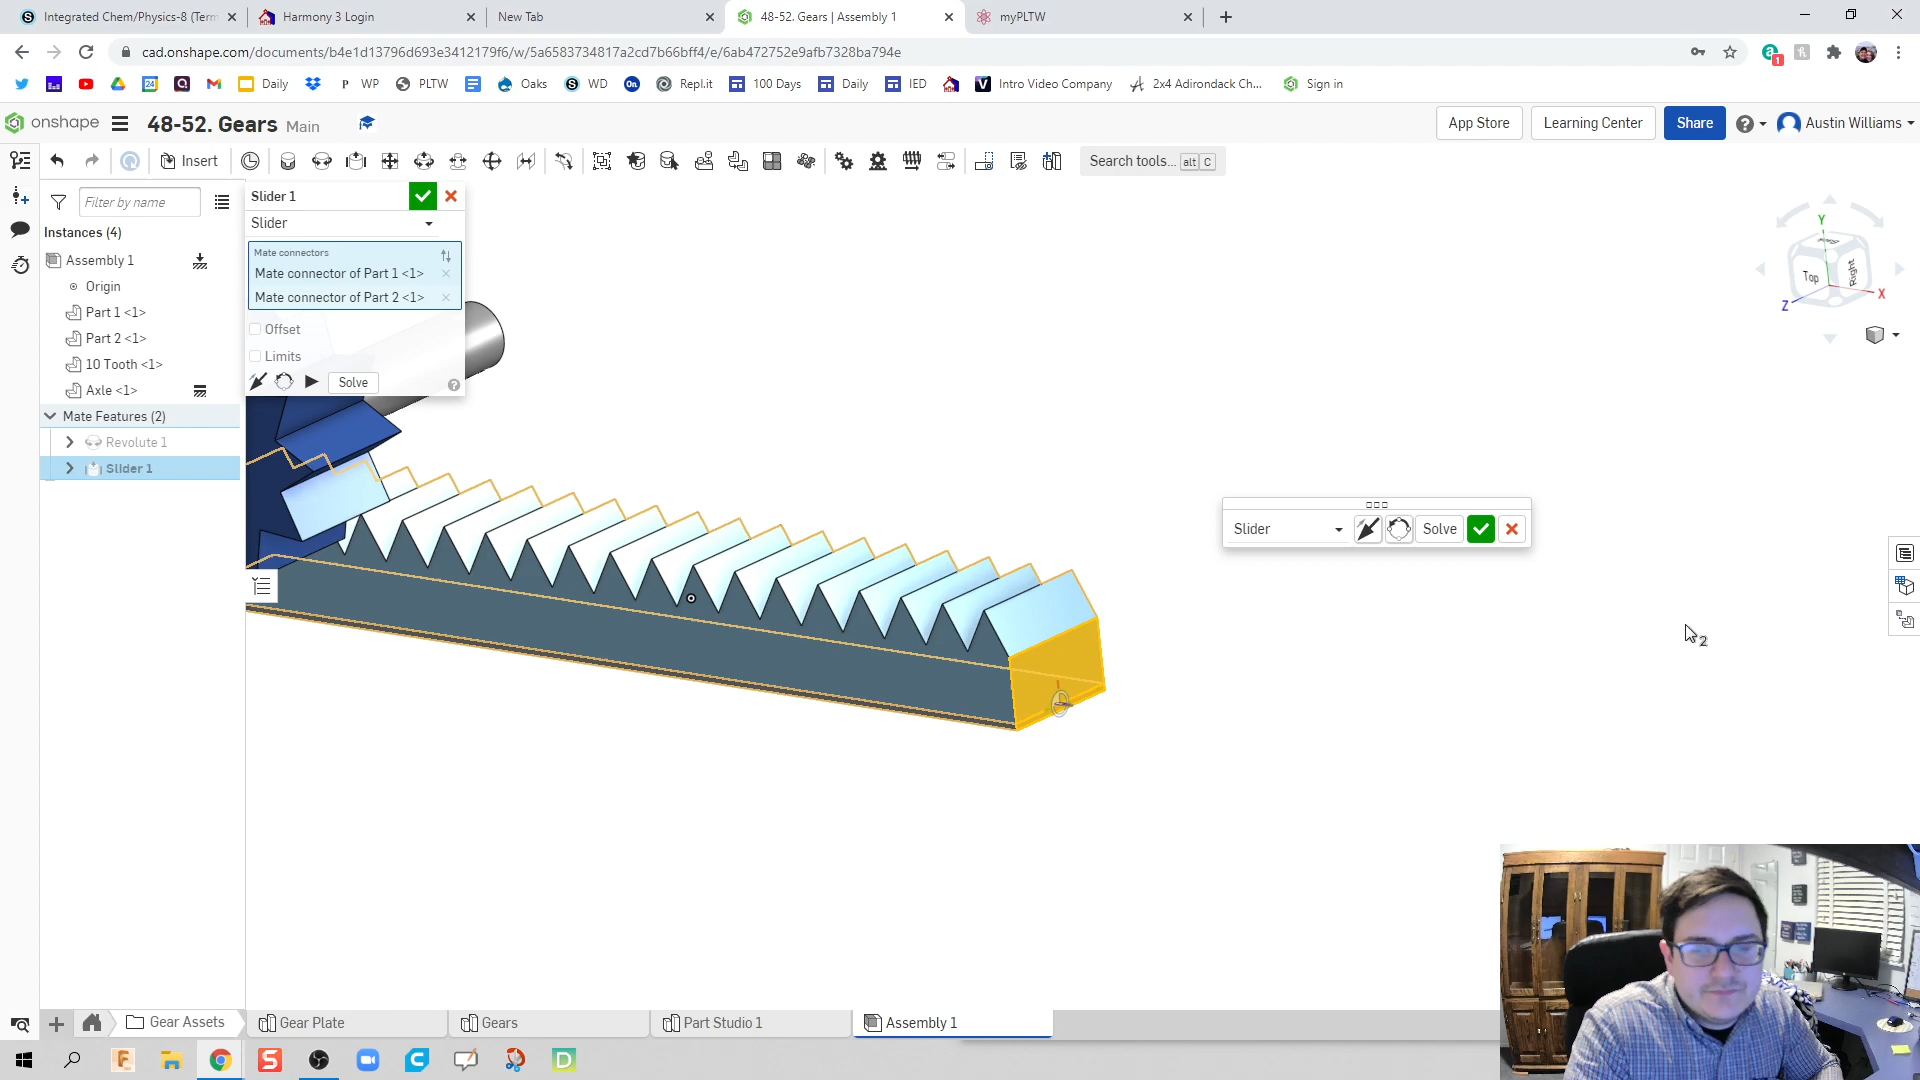 Integrated Chem/Physics-8 (Term
Harmony 3 Login
New Tab
48-52. Gears | Assembly 1
myPLTW
cad.onshape.com/documents/b4e1d13796d693e3412179f6/w/5a6583734817a2cd7b66bff4/e/6ab472752e9afb7328ba794e
Daily
P WP
PLTW
Oaks
WD
On
Repl.it
100 Days
Daily
IED
Intro Video Company
2x4 Adirondack Ch...
Sign in
onshape
48-52. Gears Main
App Store
Learning Center
Share
Austin Williams
Insert
Search tools... alt C
Filter by name
Instances (4)
Assembly 1
Origin
Part 1 <1>
Part 2 <1>
10 Tooth <1>
Axle <1>
Mate Features (2)
Revolute 1
Slider 1
Slider 1
Slider
Mate connectors
Mate connector of Part 1 <1>
Mate connector of Part 2 <1>
Offset
Limits
Solve
Slider
Solve
Y
Top
Right
Z
X
2
Gear Assets
Gear Plate
Gears
Part Studio 1
Assembly 1